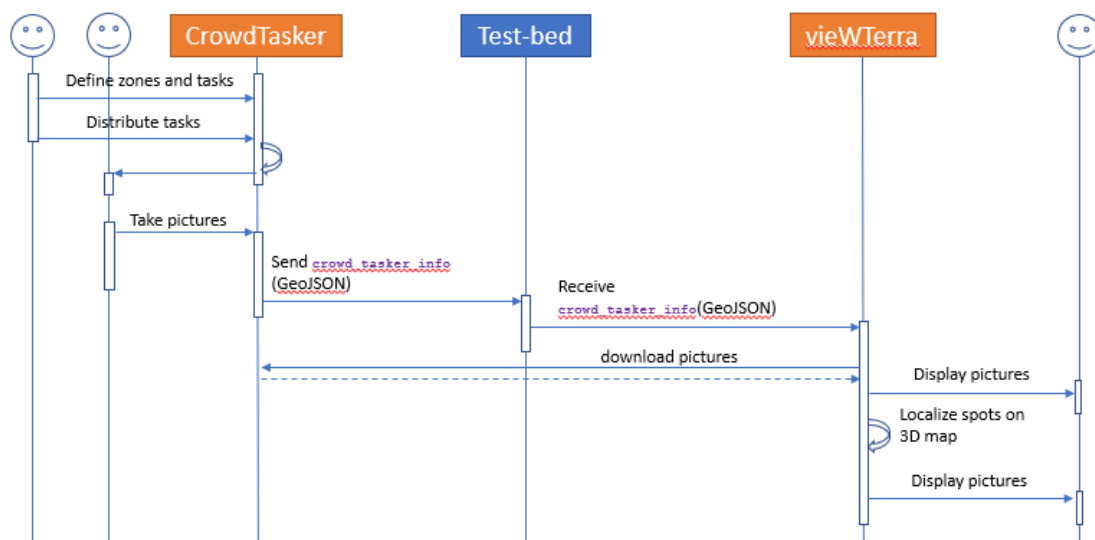 CrowdTasker
Test-bed
vieWTerra
Define zones and tasks
Distribute tasks
Take pictures
Send crowd_tasker_info
(GeoJSON)
Receive
crowd_tasker_info(GeoJSON)
download pictures
Display pictures
Localize spots on
3D map
Display pictures